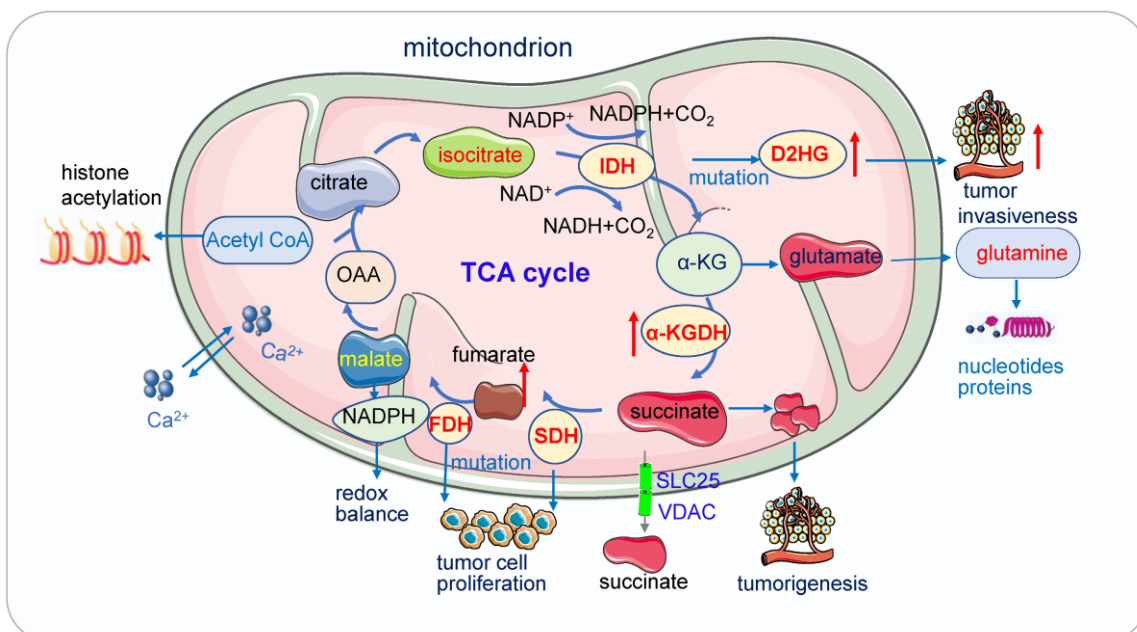 mitochondrion
NADP⁺
NADPH+CO₂
isocitrate
IDH
D2HG
mutation
citrate
histone
acetylation
NAD⁺
NADH+CO₂
tumor
invasiveness
Acetyl CoA
OAA
TCA cycle
α-KG
glutamate
glutamine
Ca²⁺
α-KGDH
malate
fumarate
nucleotides
proteins
Ca²⁺
NADPH
FDH
SDH
succinate
mutation
redox
balance
SLC25
VDAC
tumor cell
proliferation
succinate
tumorigenesis